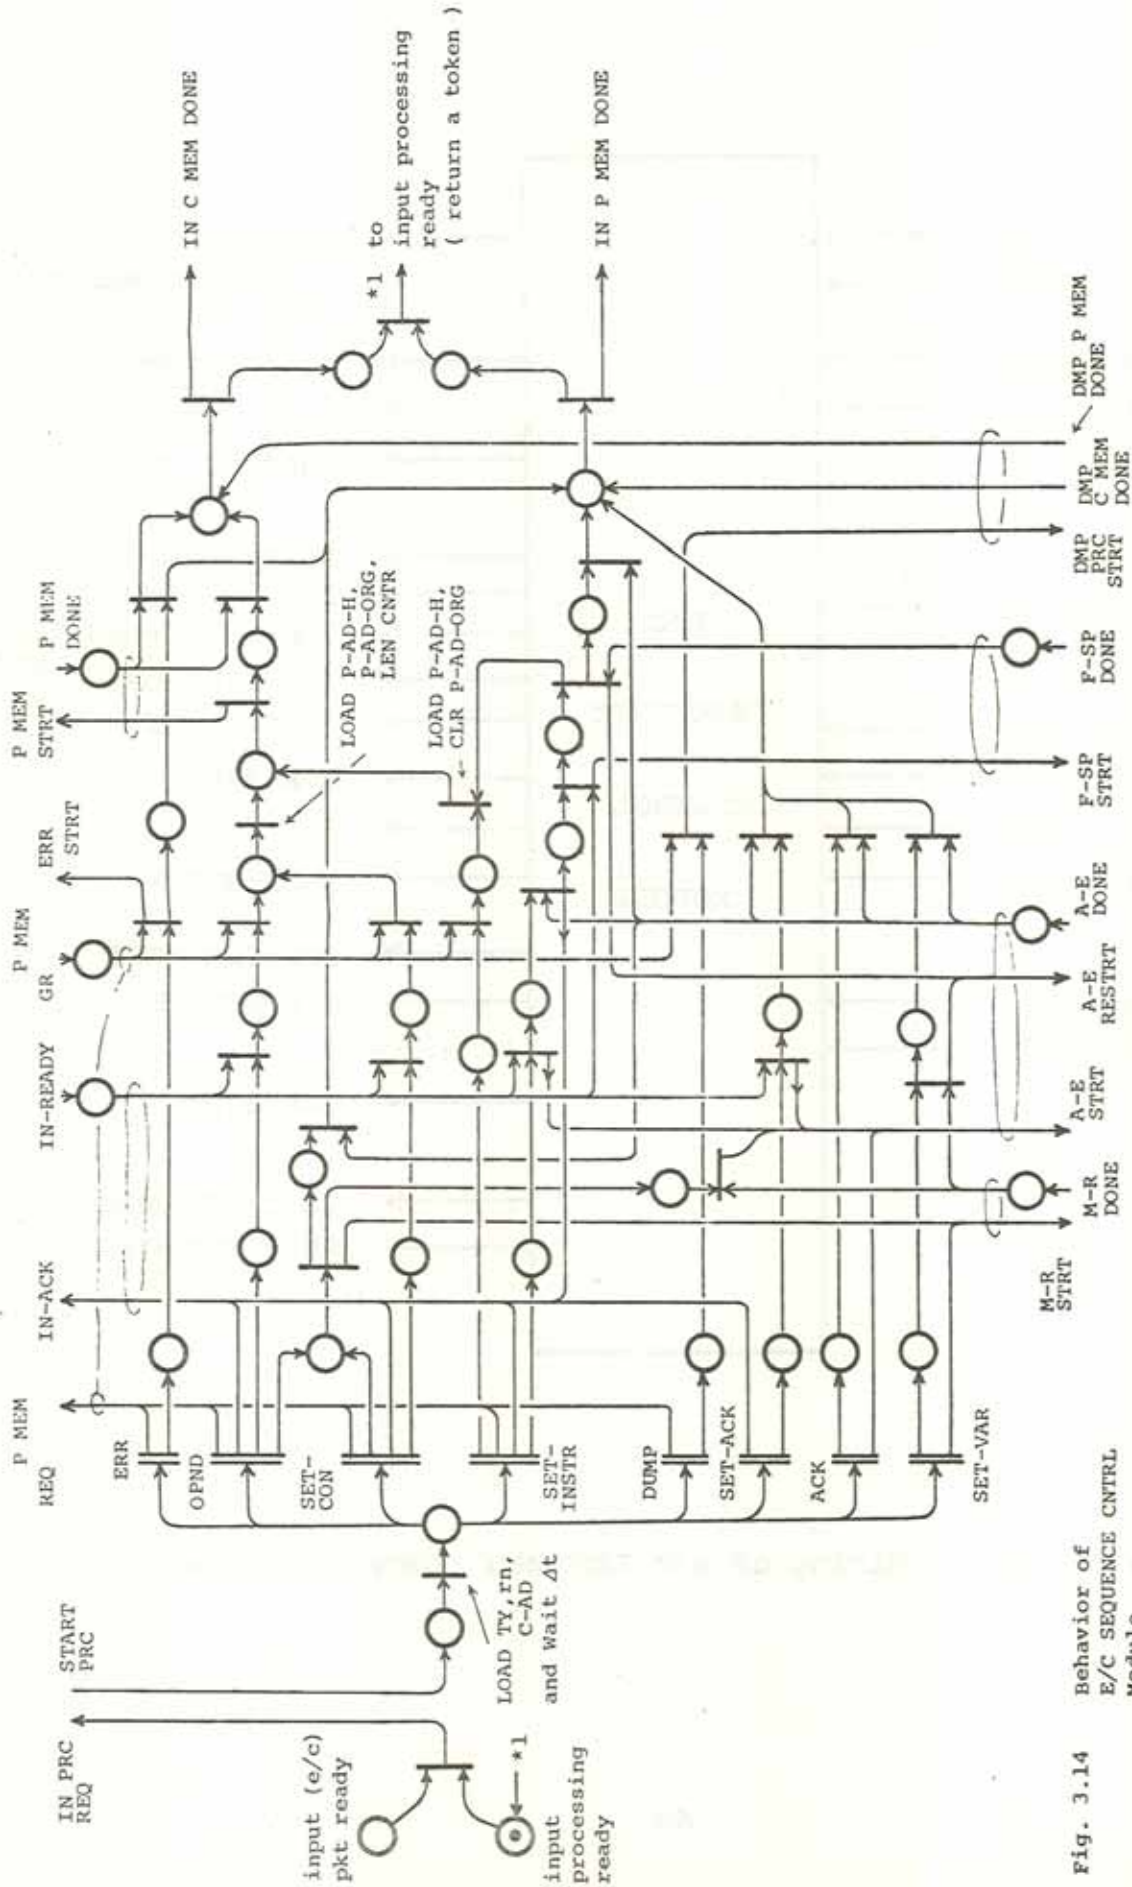 IN PRC
REQ
START
PRC
input (e/c)
pkt ready
*1
input
processing
ready
LOAD TY,rn,
C-AD
and Wait Δt
P MEM
REQ
IN-ACK
IN-READY
P MEM
GR
ERR
STRT
P MEM
STRT
P MEM
DONE
ERR
OPND
SET-
CON
SET-
INSTR
DUMP
SET-ACK
ACK
SET-VAR
LOAD P-AD-H,
P-AD-ORG,
LEN CNTR
LOAD P-AD-H,
CLR P-AD-ORG
IN C MEM DONE
*1 to
input processing
ready
( return a token )
IN P MEM DONE
M-R
STRT
M-R
DONE
A-E
STRT
A-E
RESTRT
A-E
DONE
F-SP
STRT
F-SP
DONE
DMP
PRC
STRT
DMP
C MEM
DONE
DMP P MEM
DONE
Fig. 3.14 Behavior of
E/C SEQUENCE CNTRL
Module